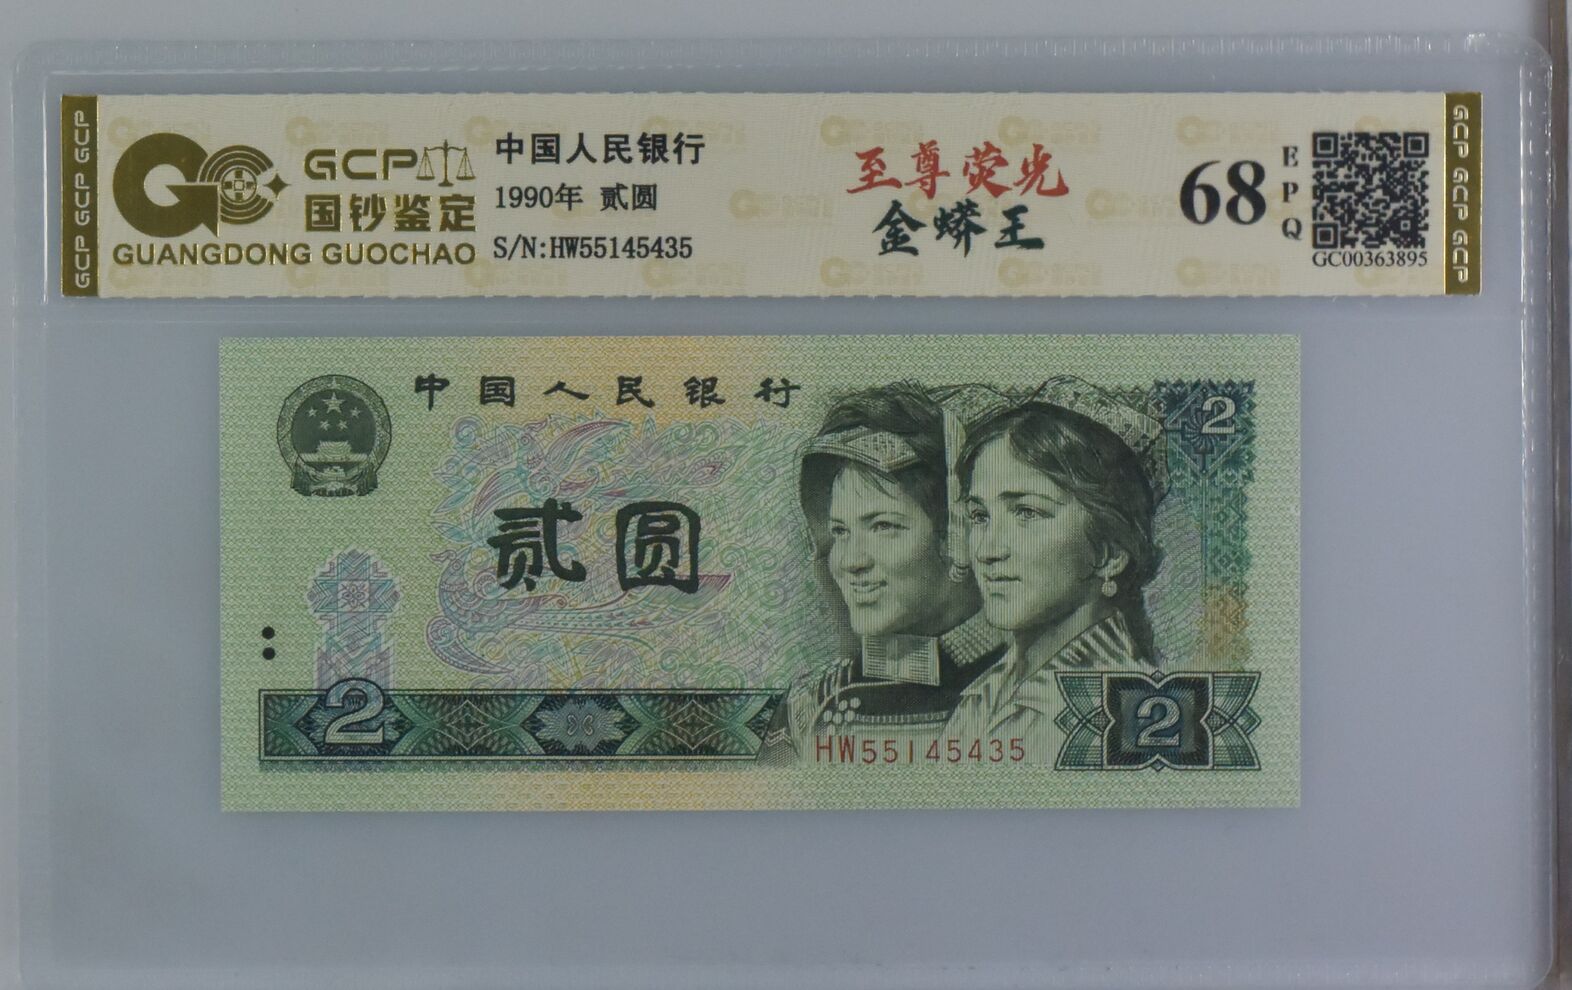 GCP GCP GCP
GCP
国钞鉴定
GUANGDONG GUOCHAO
中国人民银行
1990年 贰圆
S/N:HW55145435
至尊荧光
金蟒王
68
EPQ
GC00363895
GCP GCP GCP
中国人民银行
2
贰圆
2
HW55145435
2